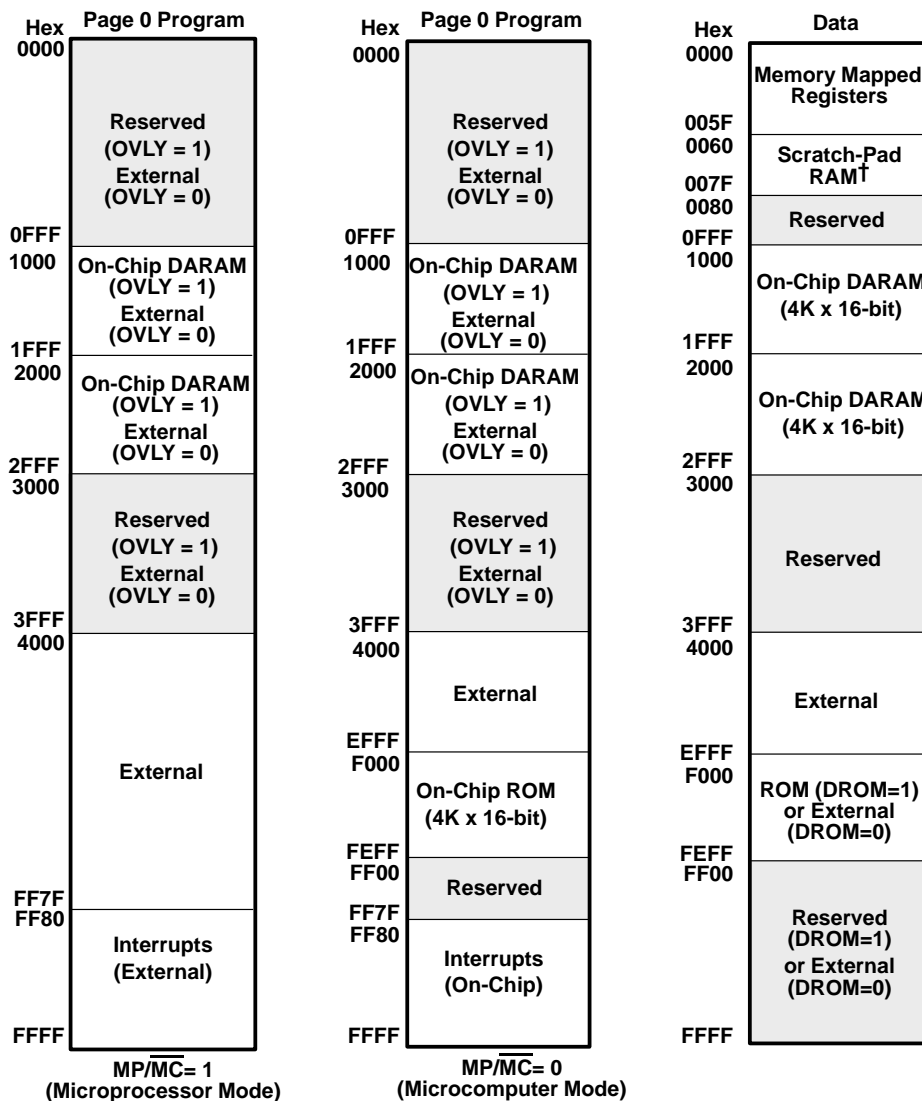 Hex
Page 0 Program
0000
Reserved
(OVLY = 1)
External
(OVLY = 0)
0FFF
1000
On-Chip DARAM
(OVLY = 1)
External
(OVLY = 0)
1FFF
2000
On-Chip DARAM
(OVLY = 1)
External
(OVLY = 0)
2FFF
3000
Reserved
(OVLY = 1)
External
(OVLY = 0)
3FFF
4000
External
FF7F
FF80
Interrupts
(External)
FFFF
MP/MC= 1
(Microprocessor Mode)
Hex
Page 0 Program
0000
Reserved
(OVLY = 1)
External
(OVLY = 0)
0FFF
1000
On-Chip DARAM
(OVLY = 1)
External
(OVLY = 0)
1FFF
2000
On-Chip DARAM
(OVLY = 1)
External
(OVLY = 0)
2FFF
3000
Reserved
(OVLY = 1)
External
(OVLY = 0)
3FFF
4000
External
EFFF
F000
On-Chip ROM
(4K x 16-bit)
FEFF
FF00
Reserved
FF7F
FF80
Interrupts
(On-Chip)
FFFF
MP/MC= 0
(Microcomputer Mode)
Hex
Data
0000
Memory Mapped
Registers
005F
0060
Scratch-Pad
RAM†
007F
0080
Reserved
0FFF
1000
On-Chip DARAM
(4K x 16-bit)
1FFF
2000
On-Chip DARAM
(4K x 16-bit)
2FFF
3000
Reserved
3FFF
4000
External
EFFF
F000
ROM (DROM=1)
or External
(DROM=0)
FEFF
FF00
Reserved
(DROM=1)
or External
(DROM=0)
FFFF